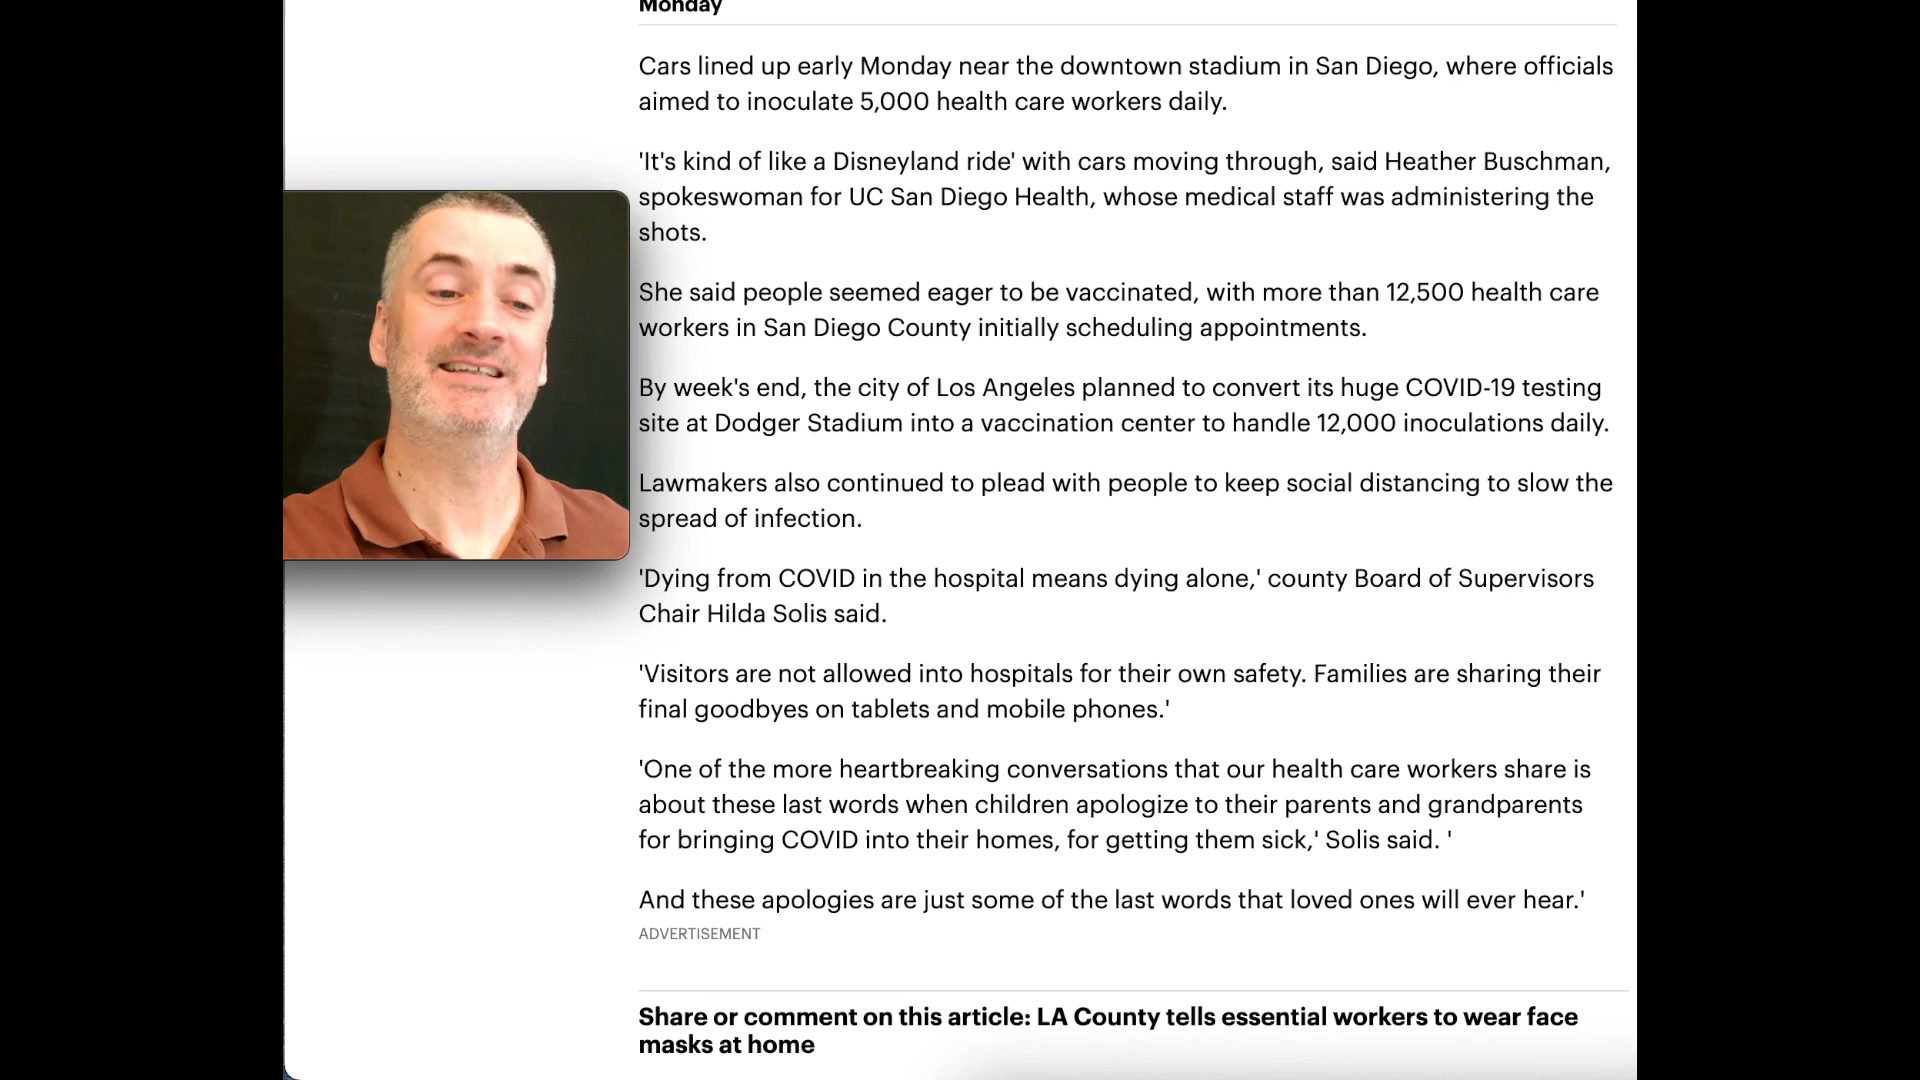 Monday
Cars lined up early Monday near the downtown stadium in San Diego, where officials
aimed to inoculate 5,000 health care workers daily.
'It's kind of like a Disneyland ride' with cars moving through, said Heather Buschman,
spokeswoman for UC San Diego Health, whose medical staff was administering the
shots.
She said people seemed eager to be vaccinated, with more than 12,500 health care
workers in San Diego County initially scheduling appointments.
By week's end, the city of Los Angeles planned to convert its huge COVID-19 testing
site at Dodger Stadium into a vaccination center to handle 12,000 inoculations daily.
Lawmakers also continued to plead with people to keep social distancing to slow the
spread of infection.
'Dying from COVID in the hospital means dying alone,' county Board of Supervisors
Chair Hilda Solis said.
'Visitors are not allowed into hospitals for their own safety. Families are sharing their
final goodbyes on tablets and mobile phones.'
'One of the more heartbreaking conversations that our health care workers share is
about these last words when children apologize to their parents and grandparents
for bringing COVID into their homes, for getting them sick,' Solis said. '
And these apologies are just some of the last words that loved ones will ever hear.'
ADVERTISEMENT
Share or comment on this article: LA County tells essential workers to wear face
masks at home